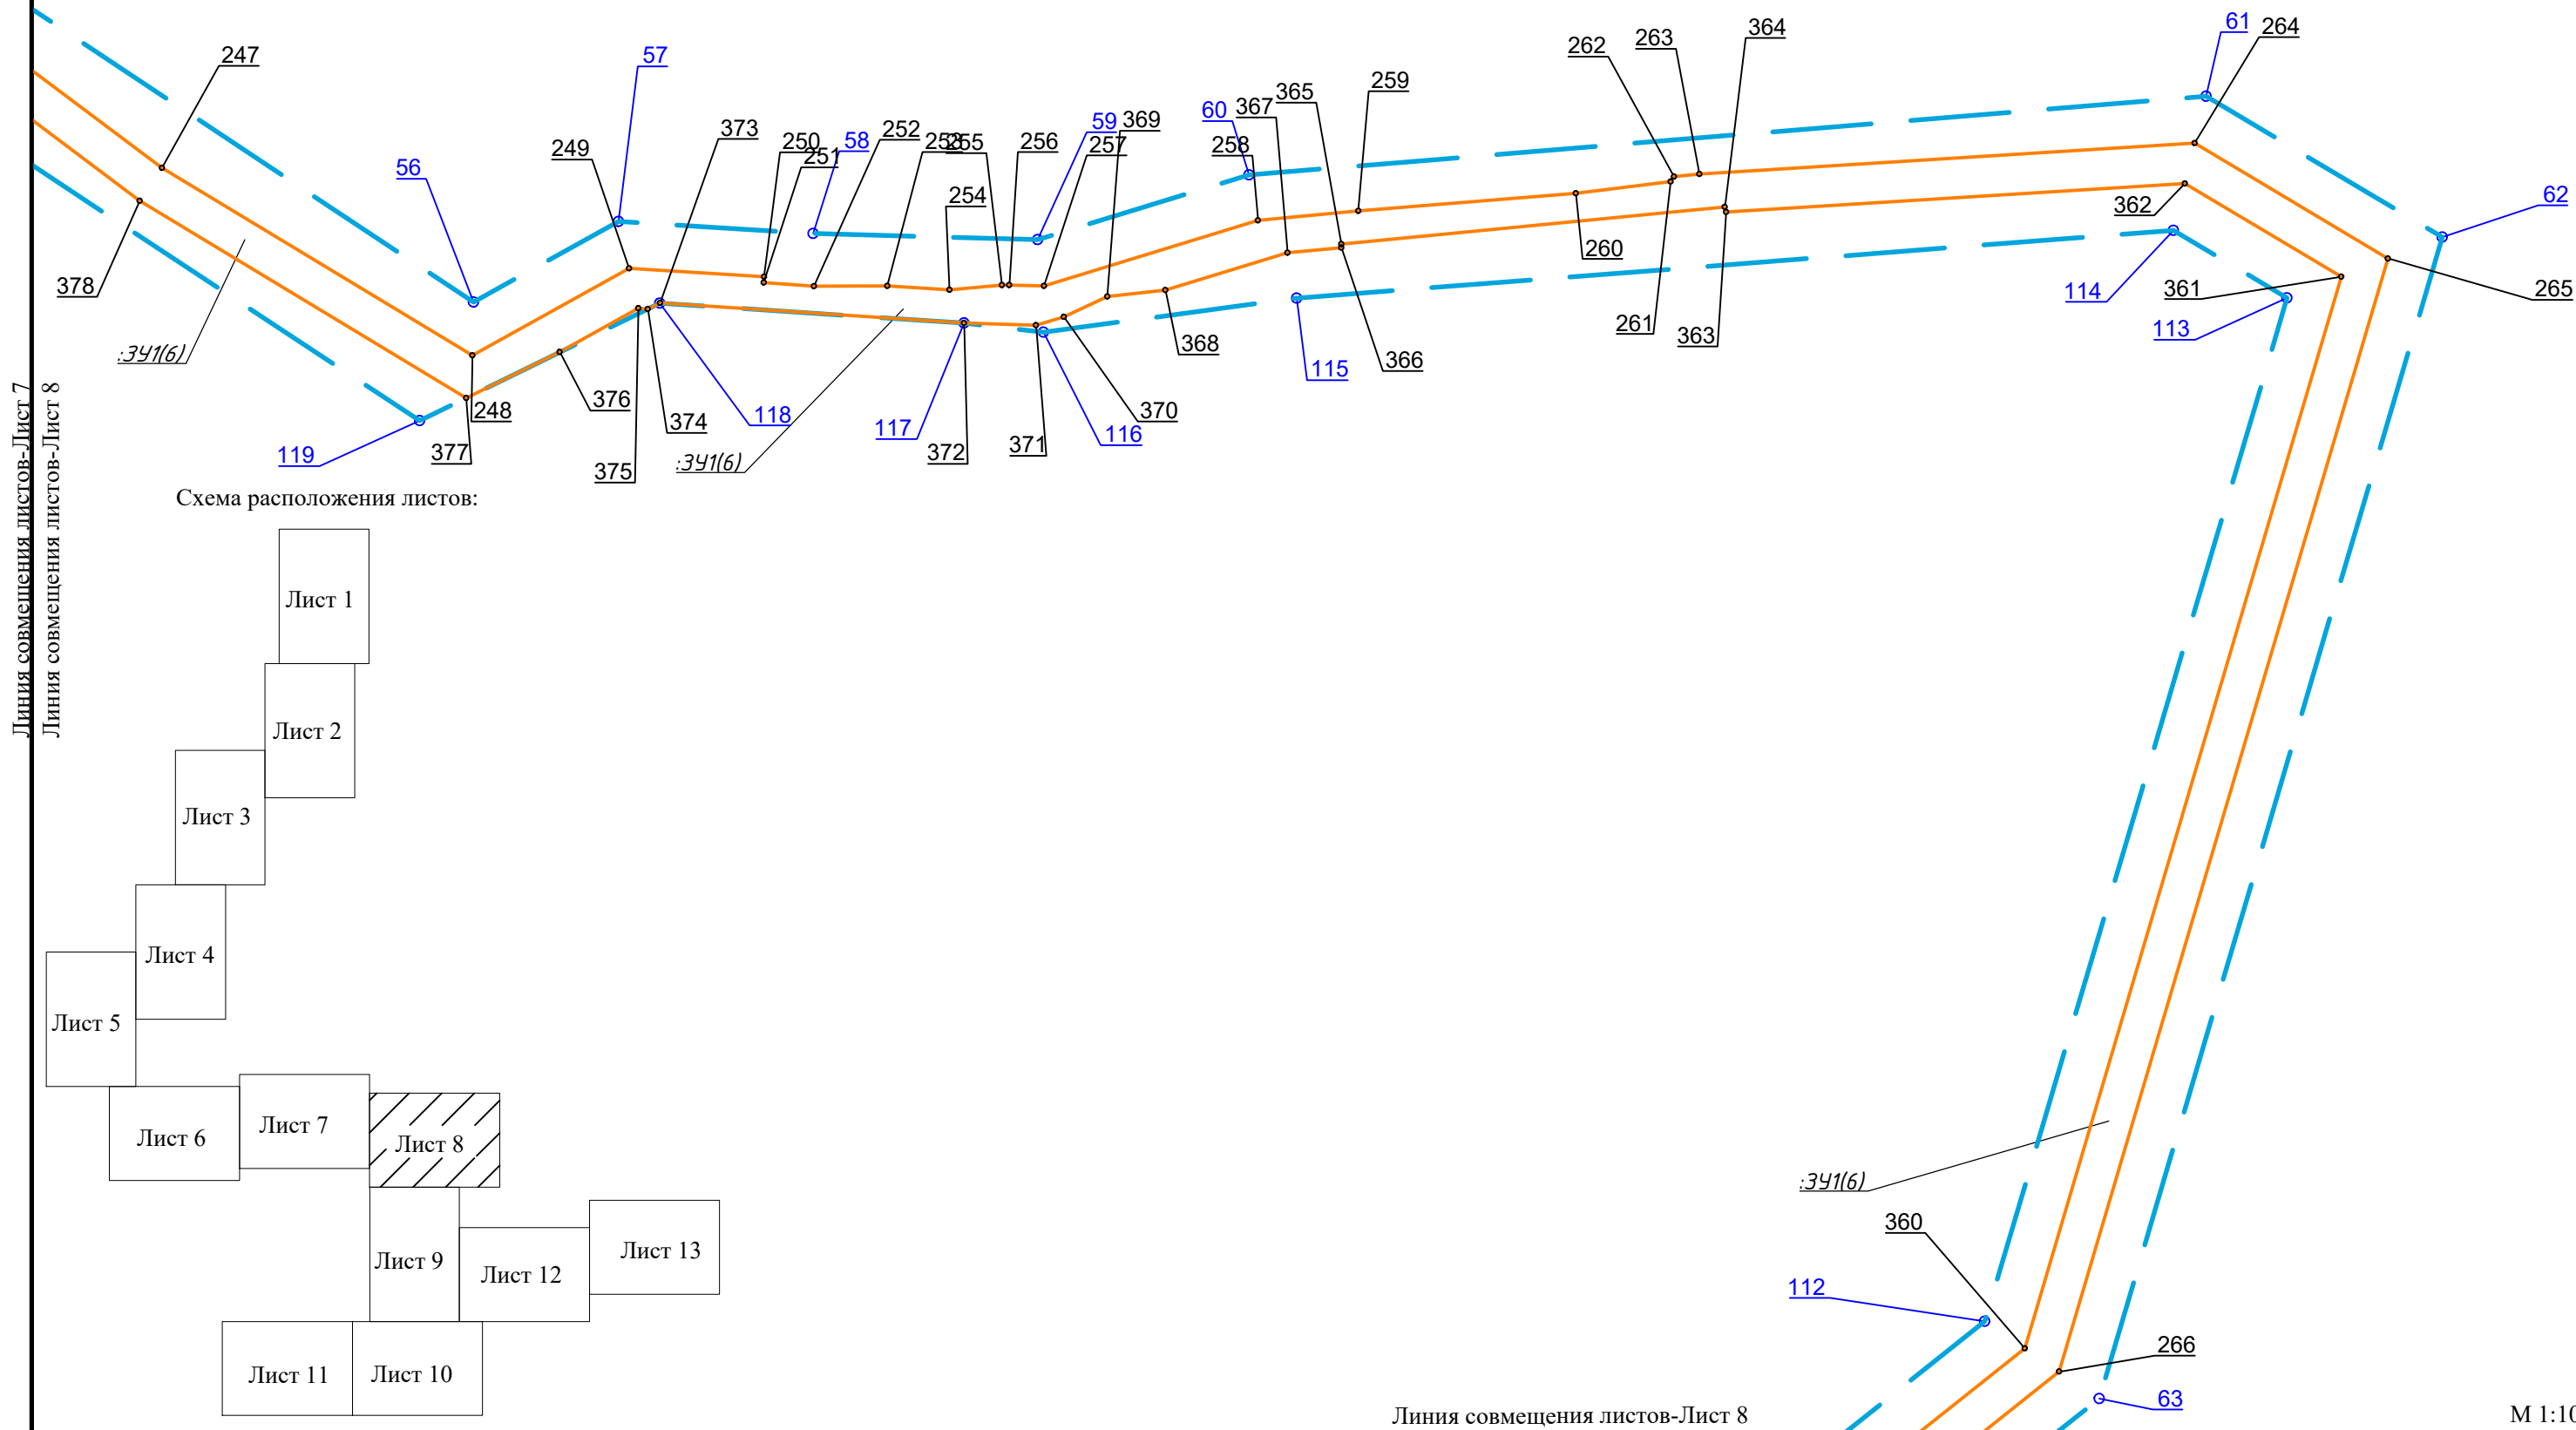 61
264
364
263
262
57
247
259
365
60
367
369
59
373
252
58
250
251
253
255
256
257
258
249
56
62
254
260
362
378
114
361
265
261
363
113
:ЗУ1(6)
368
366
115
376
248
374
118
117
370
116
119
377
375
:ЗУ1(6)
372
371
Линия совмещения листов-Лист 7
Линия совмещения листов-Лист 8
Схема расположения листов:
Лист 1
Лист 2
Лист 3
Лист 4
Лист 5
Лист 6
Лист 7
Лист 8
Лист 9
Лист 12
Лист 13
Лист 11
Лист 10
:ЗУ1(6)
360
112
266
63
Линия совмещения листов-Лист 8
М 1:10